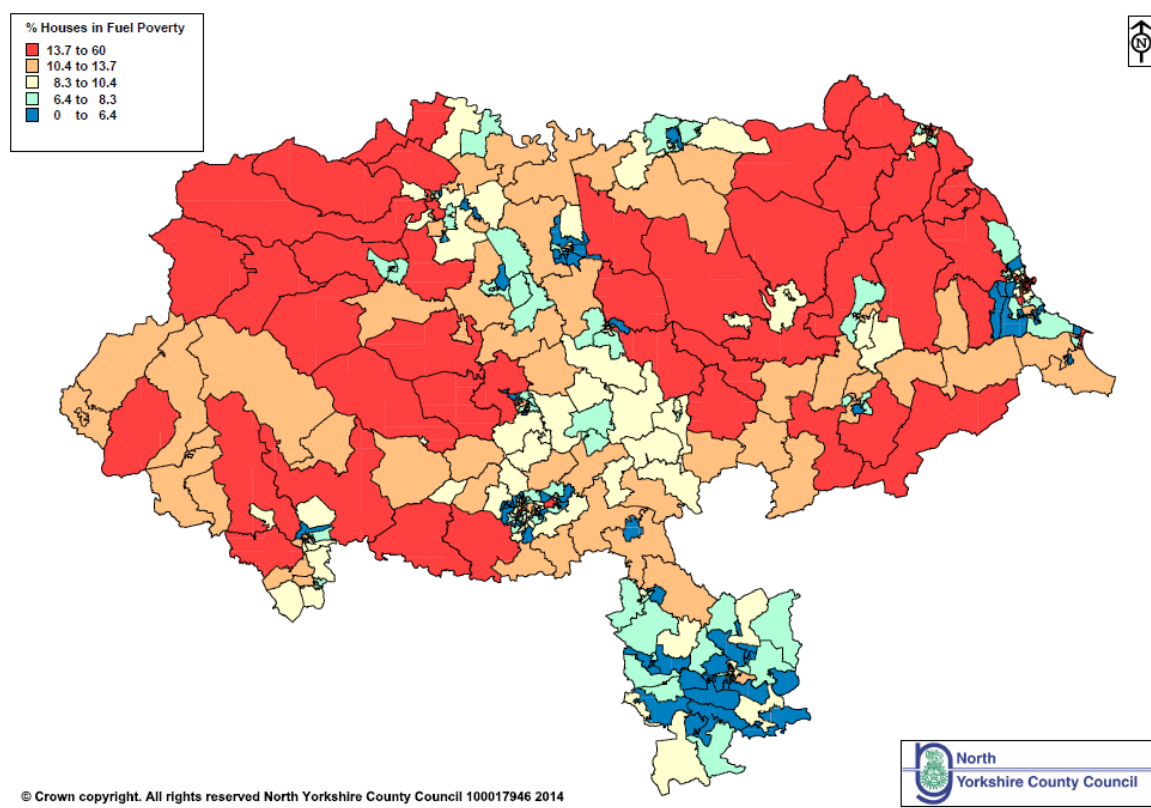 % Houses in Fuel Poverty
13.7 to 60
10.4 to 13.7
8.3 to 10.4
6.4 to 8.3
0 to 6.4
N
North
Yorkshire County Council
© Crown copyright. All rights reserved North Yorkshire County Council 100017946 2014